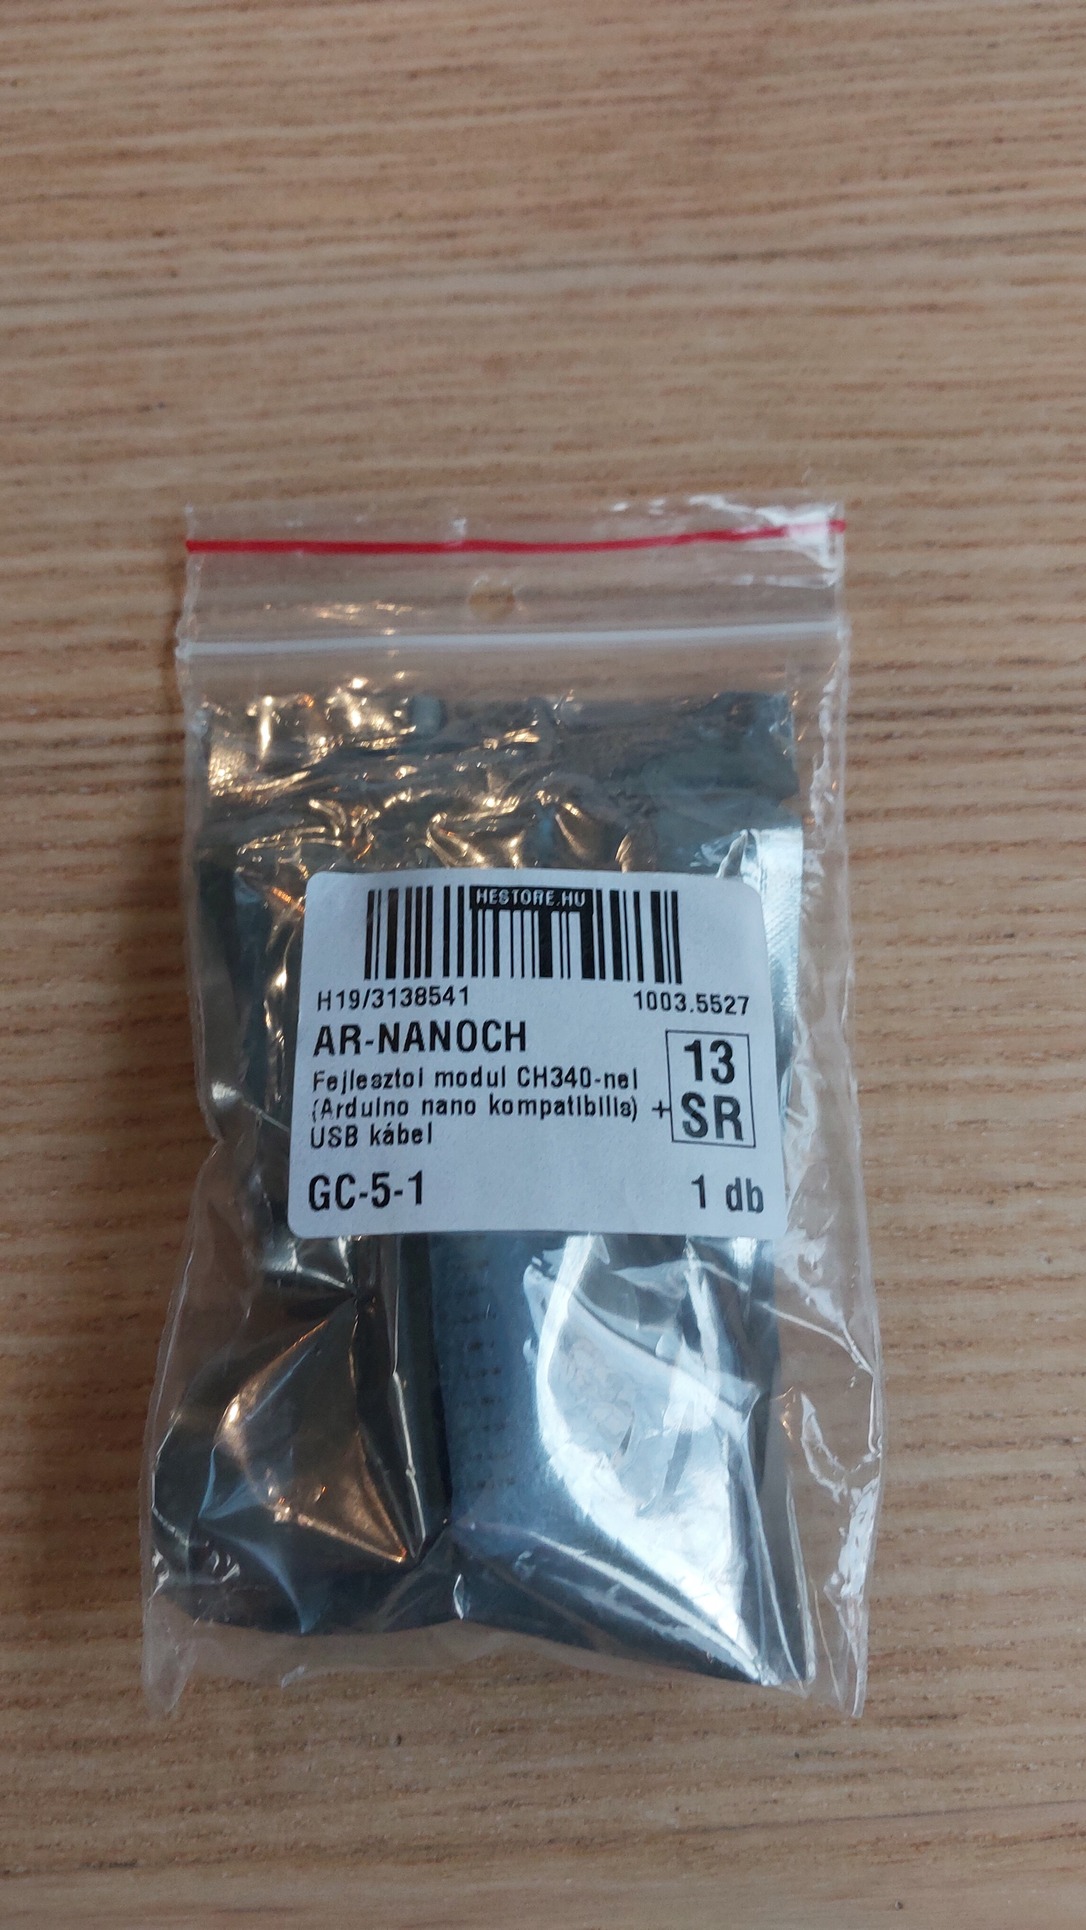 HESTORE.HU
H19/3138541 1003.5527
AR-NANOCH
Fejlesztoi modul CH340-nel
(Arduino nano kompatibilis) +
USB kábel
13
SR
GC-5-1 1 db